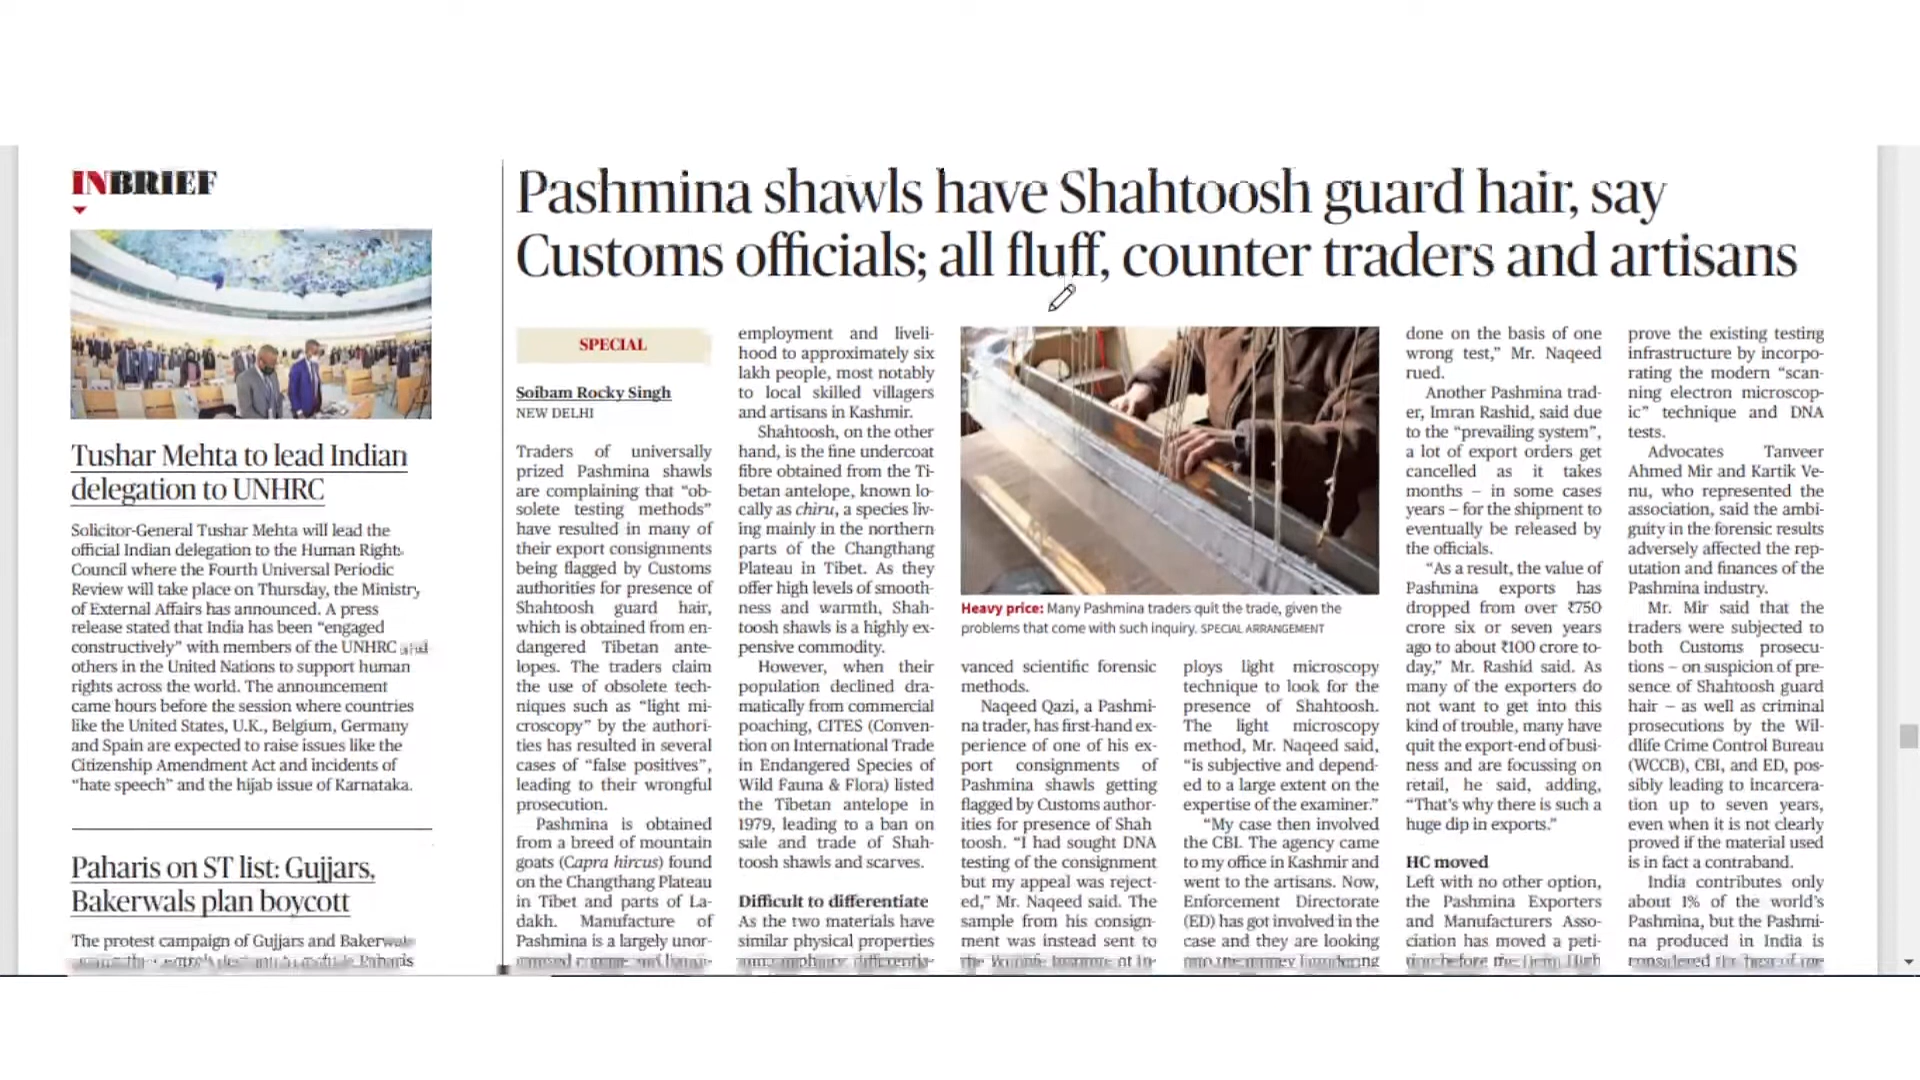 INBRIEF
Tushar Mehta to lead Indian
delegation to UNHRC
Solicitor-General Tushar Mehta will lead the
official Indian delegation to the Human Rights
Council where the Fourth Universal Periodic
Review will take place on Thursday, the Ministry
of External Affairs has announced. A press
release stated that India has been “engaged
constructively” with members of the UNHRC and
others in the United Nations to support human
rights across the world. The announcement
came hours before the session where countries
like the United States, U.K., Belgium, Germany
and Spain are expected to raise issues like the
Citizenship Amendment Act and incidents of
“hate speech” and the hijab issue of Karnataka.
Paharis on ST list: Gujjars,
Bakerwals plan boycott
The protest campaign of Gujjars and Bakerwals
Pashmina shawls have Shahtoosh guard hair, say
Customs officials; all fluff, counter traders and artisans
SPECIAL
Soibam Rocky Singh
NEW DELHI
Traders of universally
prized Pashmina shawls
are complaining that “ob-
solete testing methods”
have resulted in many of
their export consignments
being flagged by Customs
authorities for presence of
Shahtoosh guard hair,
which is obtained from en-
dangered Tibetan ante-
lopes. The traders claim
the use of obsolete tech-
niques such as “light mi-
croscopy” by the authori-
ties has resulted in several
cases of “false positives”,
leading to their wrongful
prosecution.
Pashmina is obtained
from a breed of mountain
goats (Capra hircus) found
on the Changthang Plateau
in Tibet and parts of La-
dakh. Manufacture of
Pashmina is a largely unor-
employment and liveli-
hood to approximately six
lakh people, most notably
to local skilled villagers
and artisans in Kashmir.
Shahtoosh, on the other
hand, is the fine undercoat
fibre obtained from the Ti-
betan antelope, known lo-
cally as chiru, a species liv-
ing mainly in the northern
parts of the Changthang
Plateau in Tibet. As they
offer high levels of smooth-
ness and warmth, Shah-
toosh shawls is a highly ex-
pensive commodity.
However, when their
population declined dra-
matically from commercial
poaching, CITES (Conven-
tion on International Trade
in Endangered Species of
Wild Fauna & Flora) listed
the Tibetan antelope in
1979, leading to a ban on
sale and trade of Shah-
toosh shawls and scarves.
Difficult to differentiate
As the two materials have
similar physical properties
Heavy price: Many Pashmina traders quit the trade, given the
problems that come with such inquiry. SPECIAL ARRANGEMENT
vanced scientific forensic
methods.
Naqeed Qazi, a Pashmi-
na trader, has first-hand ex-
perience of one of his ex-
port consignments of
Pashmina shawls getting
flagged by Customs author-
ities for presence of Shah
toosh. “I had sought DNA
testing of the consignment
but my appeal was reject-
ed,” Mr. Naqeed said. The
sample from his consign-
ment was instead sent to
ploys light microscopy
technique to look for the
presence of Shahtoosh.
The light microscopy
method, Mr. Naqeed said,
“is subjective and depend-
ed to a large extent on the
expertise of the examiner.”
“My case then involved
the CBI. The agency came
to my office in Kashmir and
went to the artisans. Now,
Enforcement Directorate
(ED) has got involved in the
case and they are looking
done on the basis of one
wrong test,” Mr. Naqeed
rued.
Another Pashmina trad-
er, Imran Rashid, said due
to the “prevailing system”,
a lot of export orders get
cancelled as it takes
months – in some cases
years – for the shipment to
eventually be released by
the officials.
“As a result, the value of
Pashmina exports has
dropped from over ₹750
crore six or seven years
ago to about ₹100 crore to-
day,” Mr. Rashid said. As
many of the exporters do
not want to get into this
kind of trouble, many have
quit the export-end of busi-
ness and are focussing on
retail, he said, adding,
“That's why there is such a
huge dip in exports.”
HC moved
Left with no other option,
the Pashmina Exporters
and Manufacturers Asso-
ciation has moved a peti-
prove the existing testing
infrastructure by incorpo-
rating the modern “scan-
ning electron microscop-
ic” technique and DNA
tests.
Advocates Tanveer
Ahmed Mir and Kartik Ve-
nu, who represented the
association, said the ambi-
guity in the forensic results
adversely affected the rep-
utation and finances of the
Pashmina industry.
Mr. Mir said that the
traders were subjected to
both Customs prosecu-
tions – on suspicion of pre-
sence of Shahtoosh guard
hair – as well as criminal
prosecutions by the Wil-
dlife Crime Control Bureau
(WCCB), CBI, and ED, pos-
sibly leading to incarcera-
tion up to seven years,
even when it is not clearly
proved if the material used
is in fact a contraband.
India contributes only
about 1% of the world's
Pashmina, but the Pashmi-
na produced in India is